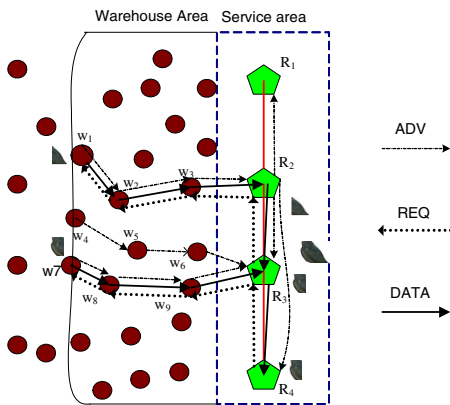 Warehouse Area
Service area
R1
ADV
w1
R2
w2
w3
REQ
w4
w5
w6
w7
R3
w8
w9
DATA
R4